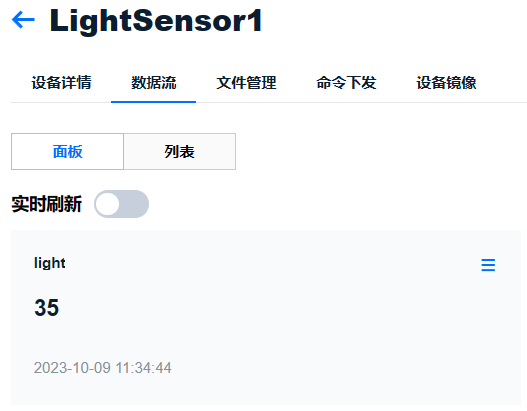 LightSensor1
设备详情 数据流 文件管理 命令下发 设备镜像
面板 列表
实时刷新
light
35
2023-10-09 11:34:44